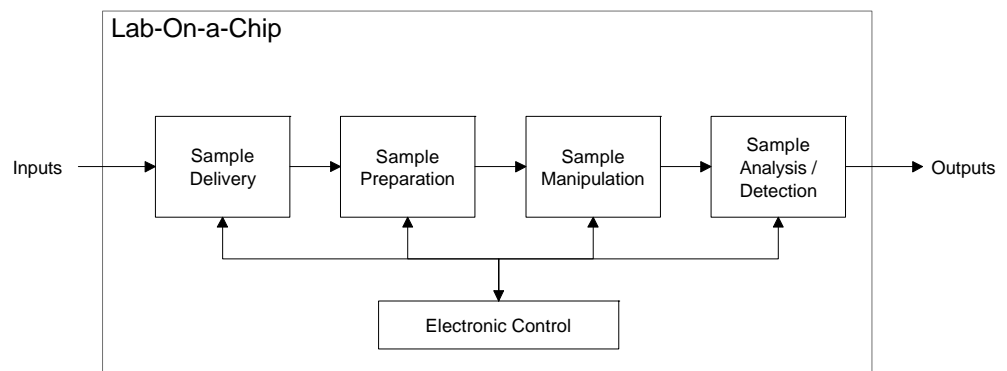 Lab-On-a-Chip
Inputs
Sample
Delivery
Sample
Preparation
Sample
Manipulation
Sample
Analysis /
Detection
Outputs
Electronic Control